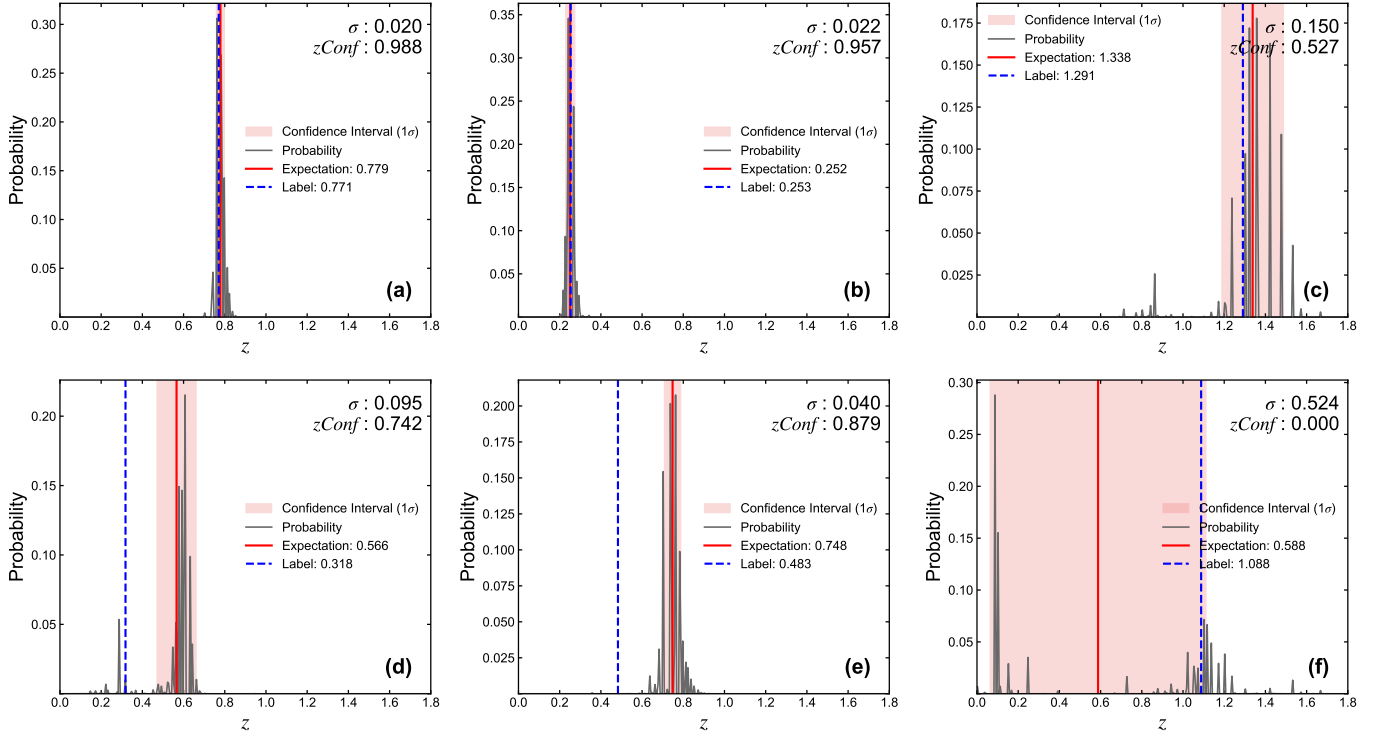 σ : 0.020
zConf : 0.988
Confidence Interval (1σ)
Probability
Expectation: 0.779
Label: 0.771
(a)
Probability
0.30
0.25
0.20
0.15
0.10
0.05
0.0 0.2 0.4 0.6 0.8 1.0 1.2 1.4 1.6 1.8
z
σ : 0.022
zConf : 0.957
Confidence Interval (1σ)
Probability
Expectation: 0.252
Label: 0.253
(b)
Probability
0.35
0.30
0.25
0.20
0.15
0.10
0.05
0.0 0.2 0.4 0.6 0.8 1.0 1.2 1.4 1.6 1.8
z
σ : 0.150
zConf : 0.527
Confidence Interval (1σ)
Probability
Expectation: 1.338
Label: 1.291
(c)
Probability
0.175
0.150
0.125
0.100
0.075
0.050
0.025
0.0 0.2 0.4 0.6 0.8 1.0 1.2 1.4 1.6 1.8
z
σ : 0.095
zConf : 0.742
Confidence Interval (1σ)
Probability
Expectation: 0.566
Label: 0.318
(d)
Probability
0.20
0.15
0.10
0.05
0.0 0.2 0.4 0.6 0.8 1.0 1.2 1.4 1.6 1.8
z
σ : 0.040
zConf : 0.879
Confidence Interval (1σ)
Probability
Expectation: 0.748
Label: 0.483
(e)
Probability
0.200
0.175
0.150
0.125
0.100
0.075
0.050
0.025
0.0 0.2 0.4 0.6 0.8 1.0 1.2 1.4 1.6 1.8
z
σ : 0.524
zConf : 0.000
Confidence Interval (1σ)
Probability
Expectation: 0.588
Label: 1.088
(f)
Probability
0.30
0.25
0.20
0.15
0.10
0.05
0.0 0.2 0.4 0.6 0.8 1.0 1.2 1.4 1.6 1.8
z